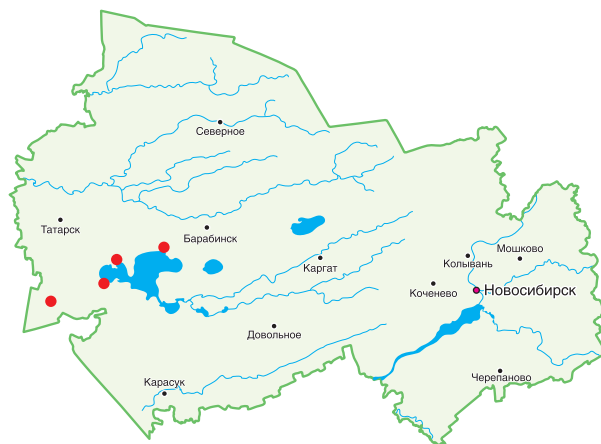 Северное
Татарск
Барабинск
Мошково
Колывань
Каргат
Коченево
Новосибирск
Довольное
Черепаново
Карасук